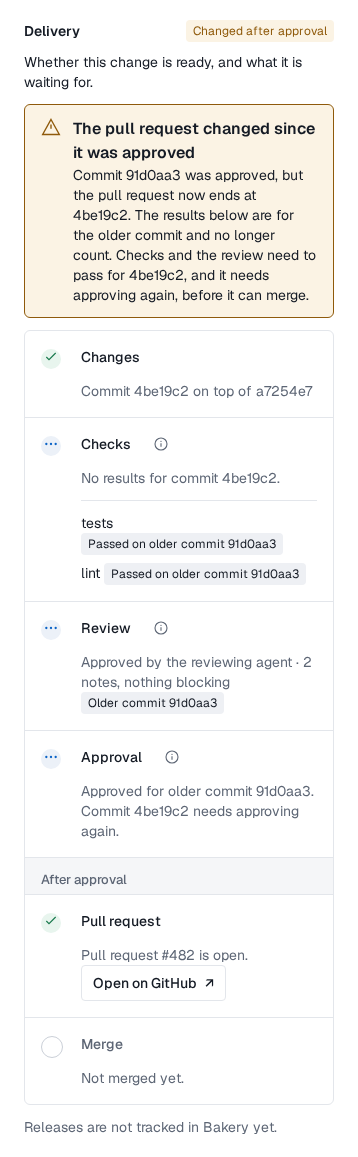 Delivery
Changed after approval
Whether this change is ready, and what it is
waiting for.
The pull request changed since
it was approved
Commit 91d0aa3 was approved, but
the pull request now ends at
4be19c2. The results below are for
the older commit and no longer
count. Checks and the review need to
pass for 4be19c2, and it needs
approving again, before it can merge.
Changes
Commit 4be19c2 on top of a7254e7
Checks
No results for commit 4be19c2.
tests
Passed on older commit 91d0aa3
lint Passed on older commit 91d0aa3
Review
Approved by the reviewing agent · 2
notes, nothing blocking
Older commit 91d0aa3
Approval
Approved for older commit 91d0aa3.
Commit 4be19c2 needs approving
again.
After approval
Pull request
Pull request #482 is open.
Open on GitHub ↗
Merge
Not merged yet.
Releases are not tracked in Bakery yet.